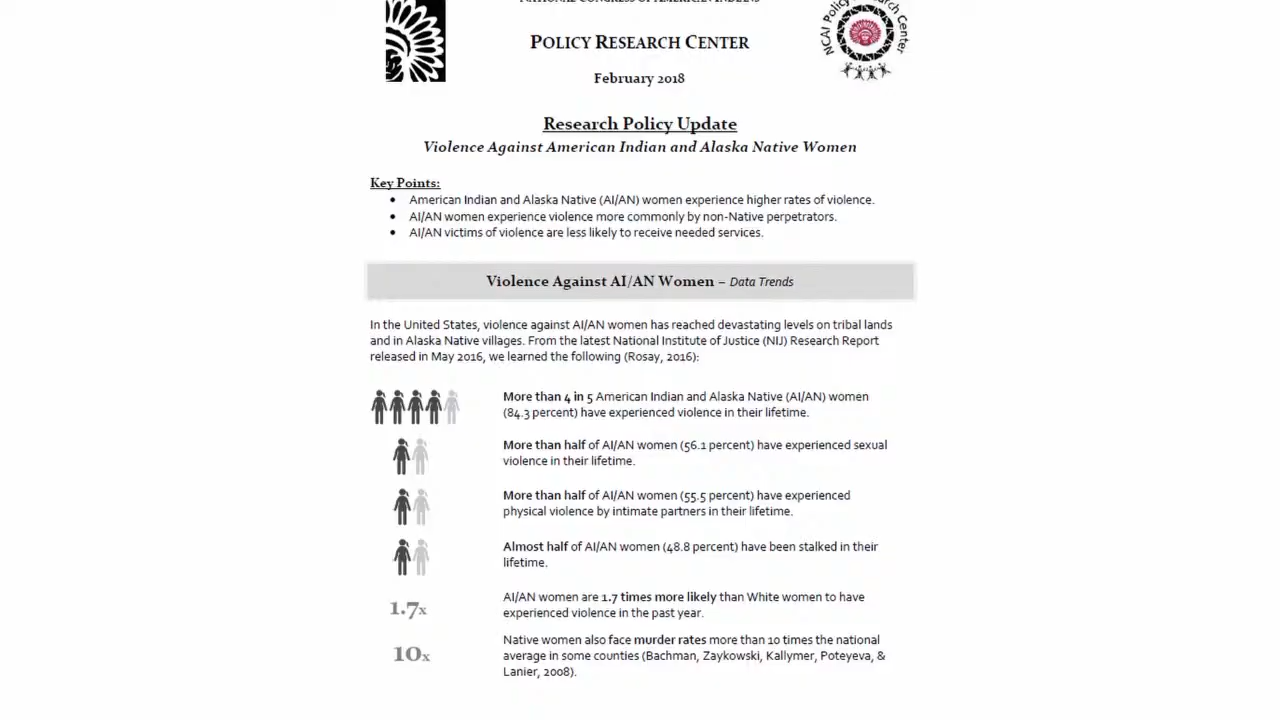 NATIONAL CONGRESS OF AMERICAN INDIANS
POLICY RESEARCH CENTER
NCAI Policy Research Center
February 2018
Research Policy Update
Violence Against American Indian and Alaska Native Women
Key Points:
• American Indian and Alaska Native (AI/AN) women experience higher rates of violence.
• AI/AN women experience violence more commonly by non-Native perpetrators.
• AI/AN victims of violence are less likely to receive needed services.
Violence Against AI/AN Women – Data Trends
In the United States, violence against AI/AN women has reached devastating levels on tribal lands
and in Alaska Native villages. From the latest National Institute of Justice (NIJ) Research Report
released in May 2016, we learned the following (Rosay, 2016):
More than 4 in 5 American Indian and Alaska Native (AI/AN) women
(84.3 percent) have experienced violence in their lifetime.
More than half of AI/AN women (56.1 percent) have experienced sexual
violence in their lifetime.
More than half of AI/AN women (55.5 percent) have experienced
physical violence by intimate partners in their lifetime.
Almost half of AI/AN women (48.8 percent) have been stalked in their
lifetime.
1.7x
AI/AN women are 1.7 times more likely than White women to have
experienced violence in the past year.
10x
Native women also face murder rates more than 10 times the national
average in some counties (Bachman, Zaykowski, Kallymer, Poteyeva, &
Lanier, 2008).